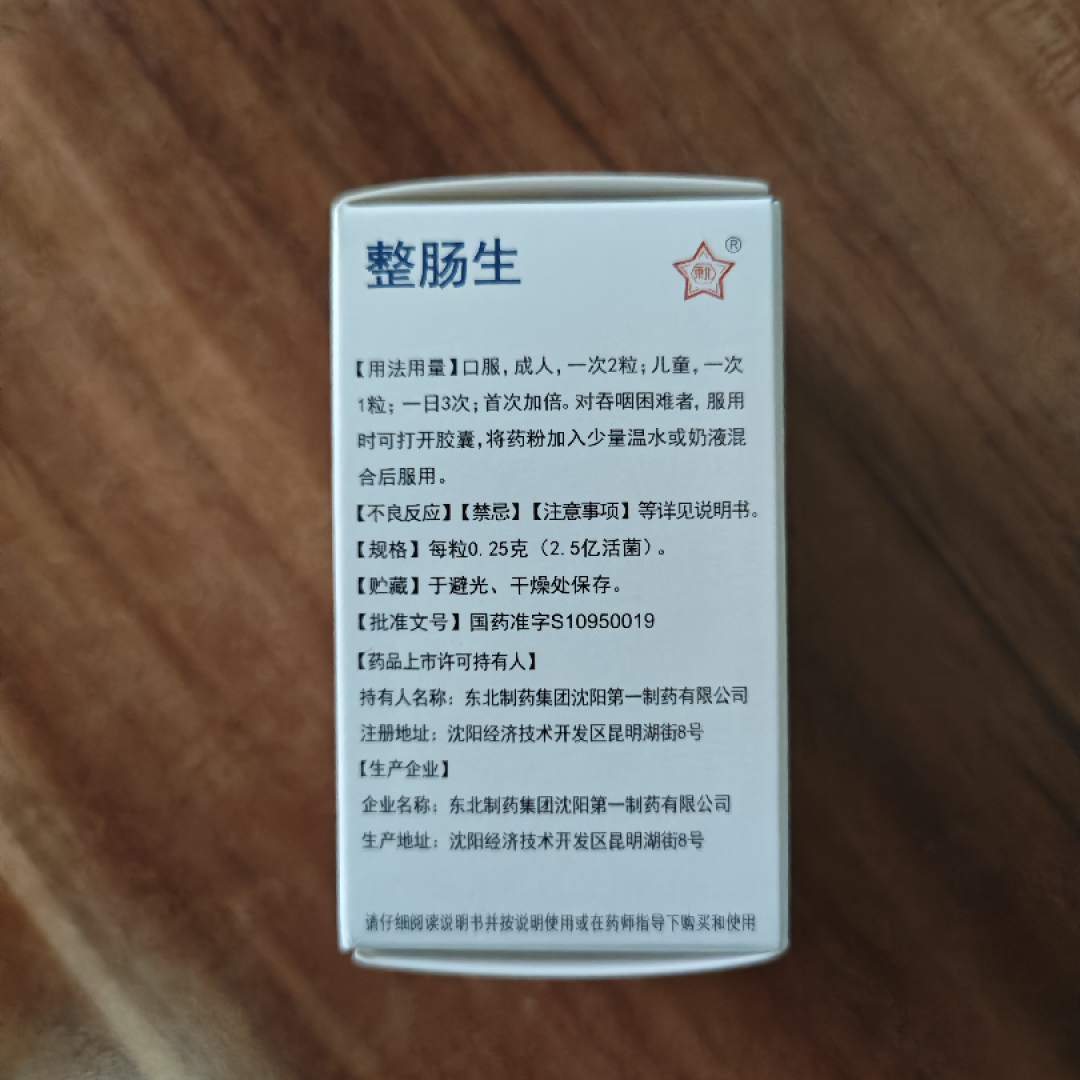 整肠生
东北
®
【用法用量】口服,成人,一次2粒;儿童,一次
1粒;一日3次;首次加倍。对吞咽困难者,服用
时可打开胶囊,将药粉加入少量温水或奶液混
合后服用。
【不良反应】【禁忌】【注意事项】等详见说明书。
【规格】每粒0.25克(2.5亿活菌)。
【贮藏】于避光、干燥处保存。
【批准文号】国药准字S10950019
【药品上市许可持有人】
持有人名称:东北制药集团沈阳第一制药有限公司
注册地址:沈阳经济技术开发区昆明湖街8号
【生产企业】
企业名称:东北制药集团沈阳第一制药有限公司
生产地址:沈阳经济技术开发区昆明湖街8号
请仔细阅读说明书并按说明使用或在药师指导下购买和使用